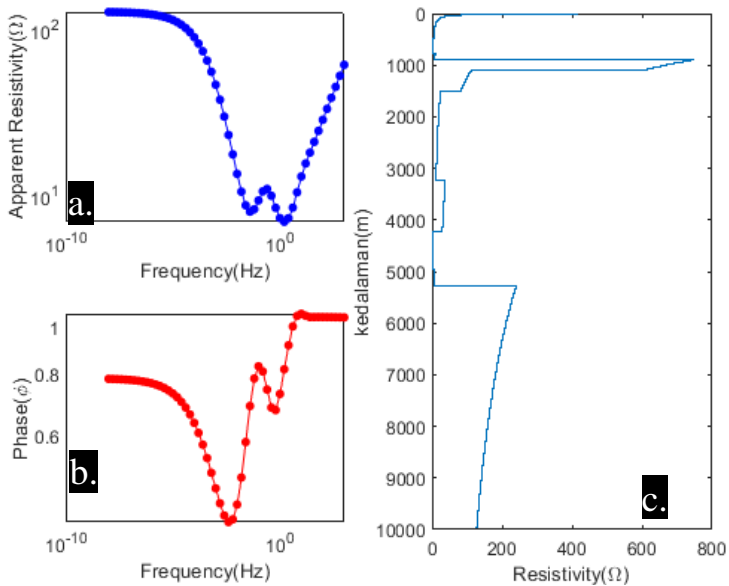 10^2
10^1
Apparent Resistivity(Ω)
a.
10^-10
10^0
Frequency(Hz)
1
0.8
0.6
Phase(ϕ)
b.
10^-10
10^0
Frequency(Hz)
0
1000
2000
3000
4000
5000
6000
7000
8000
9000
10000
kedalaman(m)
c.
0
200
400
600
800
Resistivity(Ω)